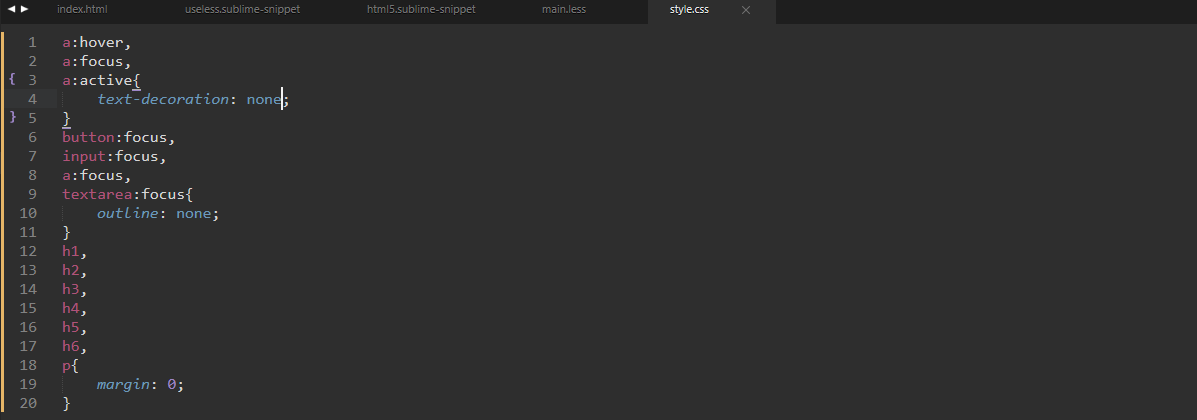 index.html useless.sublime-snippet html5.sublime-snippet main.less style.css
1 a:hover,
2 a:focus,
{ 3 a:active{
4 text-decoration: none;
} 5 }
6 button:focus,
7 input:focus,
8 a:focus,
9 textarea:focus{
10 outline: none;
11 }
12 h1,
13 h2,
14 h3,
15 h4,
16 h5,
17 h6,
18 p{
19 margin: 0;
20 }